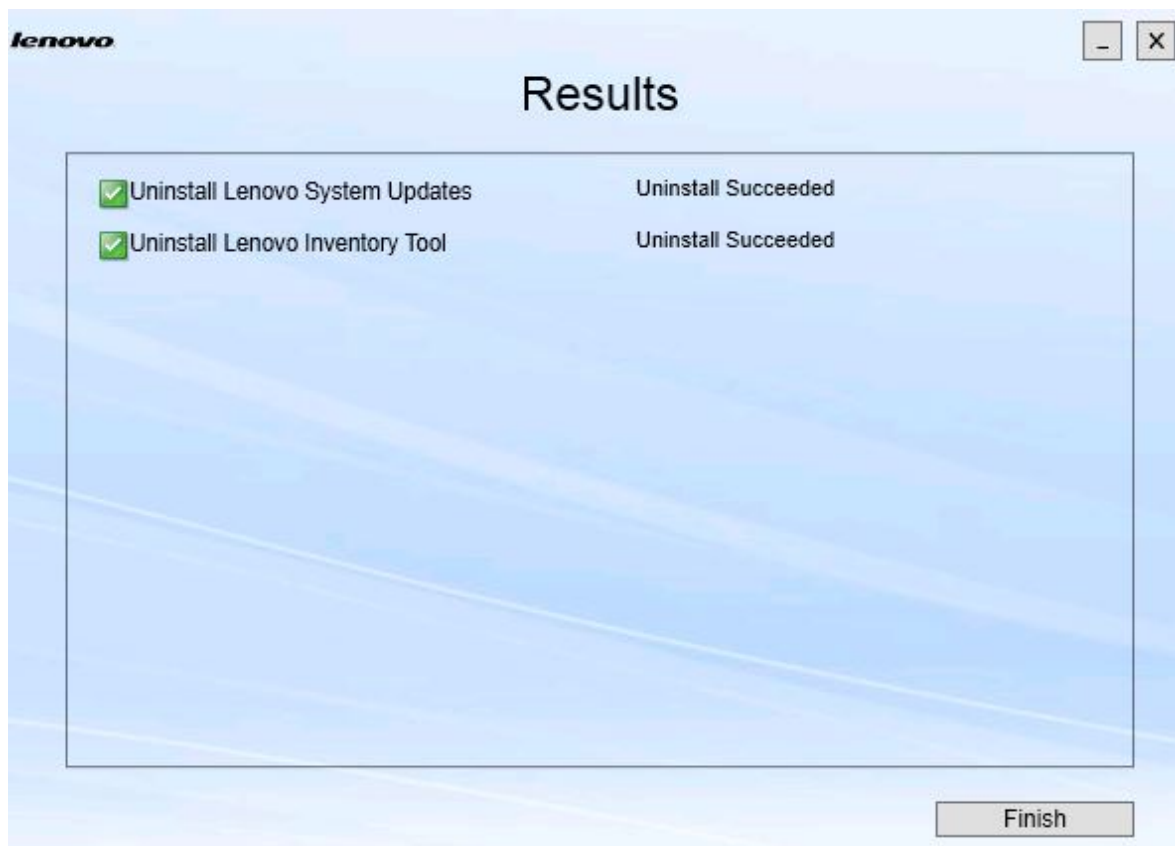 lenovo
Results
Uninstall Lenovo System Updates Uninstall Succeeded
Uninstall Lenovo Inventory Tool Uninstall Succeeded
Finish